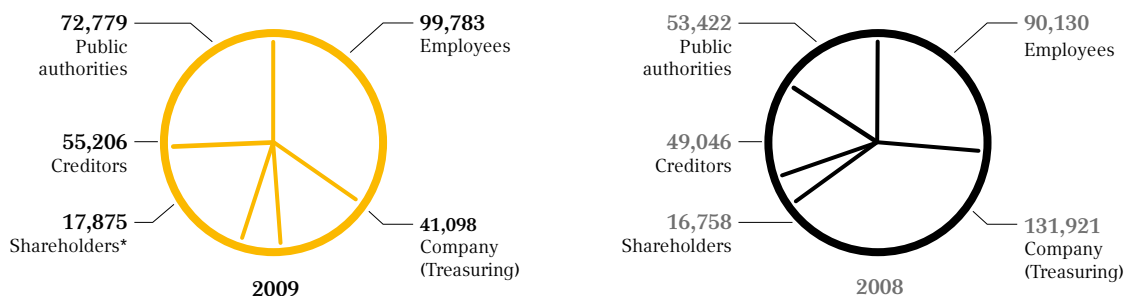 72,779
Public
authorities
99,783
Employees
55,206
Creditors
17,875
Shareholders*
41,098
Company
(Treasuring)
2009
53,422
Public
authorities
90,130
Employees
49,046
Creditors
16,758
Shareholders
131,921
Company
(Treasuring)
2008